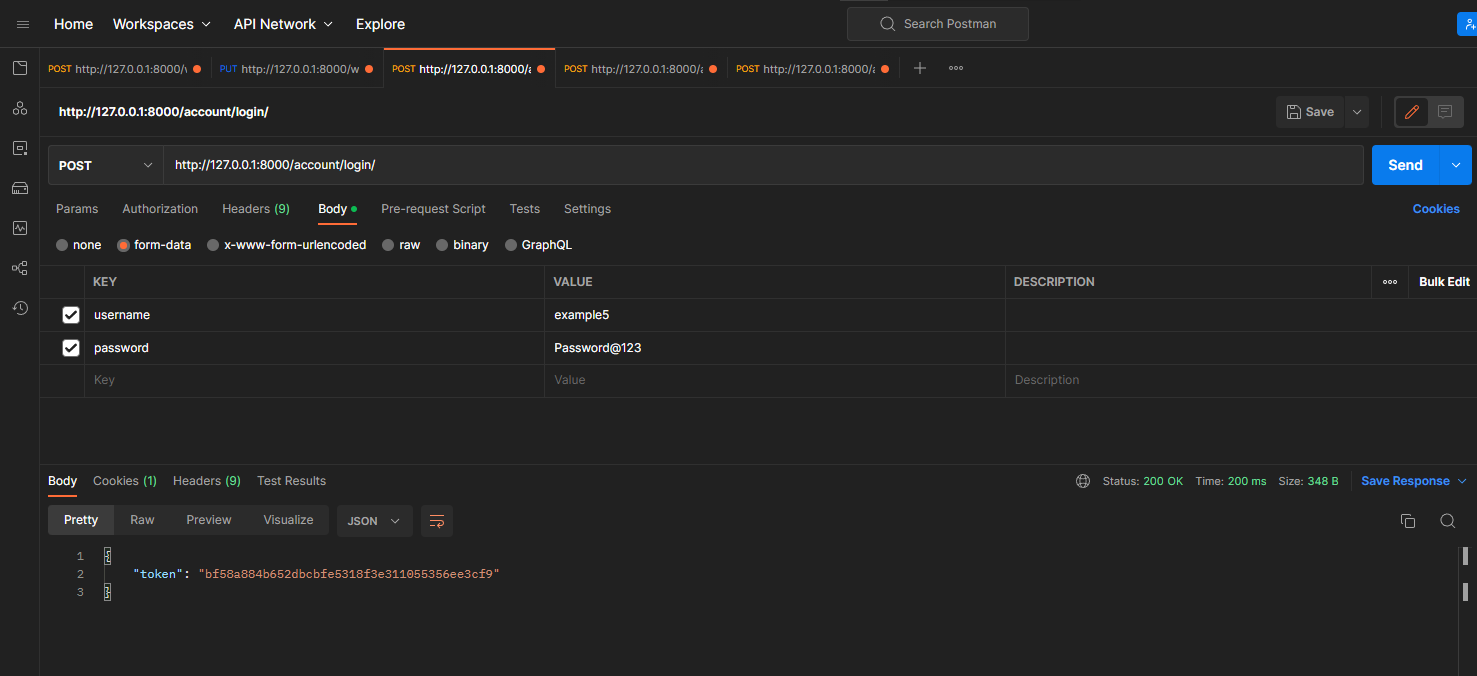 Home Workspaces API Network Explore Search Postman
POST http://127.0.0.1:8000/ PUT http://127.0.0.1:8000/w POST http://127.0.0.1:8000/a POST http://127.0.0.1:8000/a POST http://127.0.0.1:8000/a
http://127.0.0.1:8000/account/login/ Save
POST http://127.0.0.1:8000/account/login/ Send
Params Authorization Headers (9) Body Pre-request Script Tests Settings Cookies
none form-data x-www-form-urlencoded raw binary GraphQL
KEY VALUE DESCRIPTION Bulk Edit
username example5
password Password@123
Key Value Description
Body Cookies (1) Headers (9) Test Results Status: 200 OK Time: 200 ms Size: 348 B Save Response
Pretty Raw Preview Visualize JSON
1 {
2 "token": "bf58a884b652dbcbfe5318f3e311055356ee3cf9"
3 }